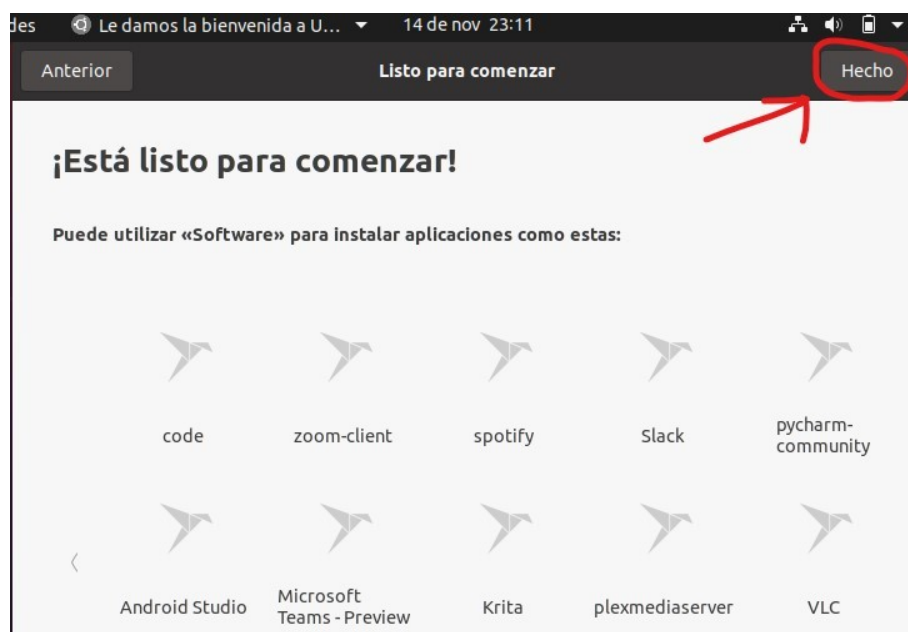 des
Le damos la bienvenida a U...
14 de nov 23:11
Anterior
Listo para comenzar
Hecho
¡Está listo para comenzar!
Puede utilizar «Software» para instalar aplicaciones como estas:
code
zoom-client
spotify
Slack
pycharm-
community
Android Studio
Microsoft
Teams - Preview
Krita
plexmediaserver
VLC